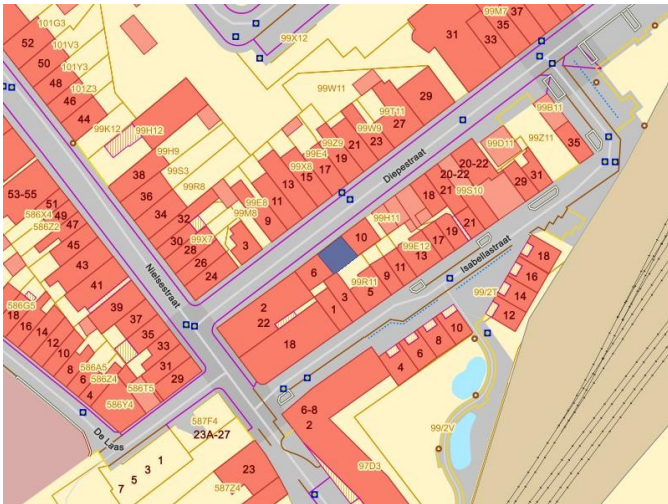 101G3
52
101V3
50
101Y3
48
46
101Z3
44
99K12
99H12
99H9
38
99S3
36
99R8
34
32
99X7
30
28
26
24
99X12
99M7
37
35
33
31
99W11
99T11
29
27
99W9
23
21
99Z9
19
17
99E4
15
99X8
13
11
99E8
9
99M8
3
Diepestraat
99B11
99Z11
99D11
35
20-22
20-22
18
21
99S10
29
31
99H11
10
99E12
21
19
17
13
11
9
99R11
5
3
1
6
Isabellastraat
2
22
18
53-55
51
586X4
49
586Z2
47
45
43
41
39
37
35
33
31
29
Nielsestraat
586G5
18
16
14
12
10
8
6
4
586A5
586Z4
586T5
586Y4
De Laas
587F4
23A-27
1
3
5
7
23
587Z4
99/2T
18
16
14
12
10
8
6
4
6-8
2
97D3
99/2V